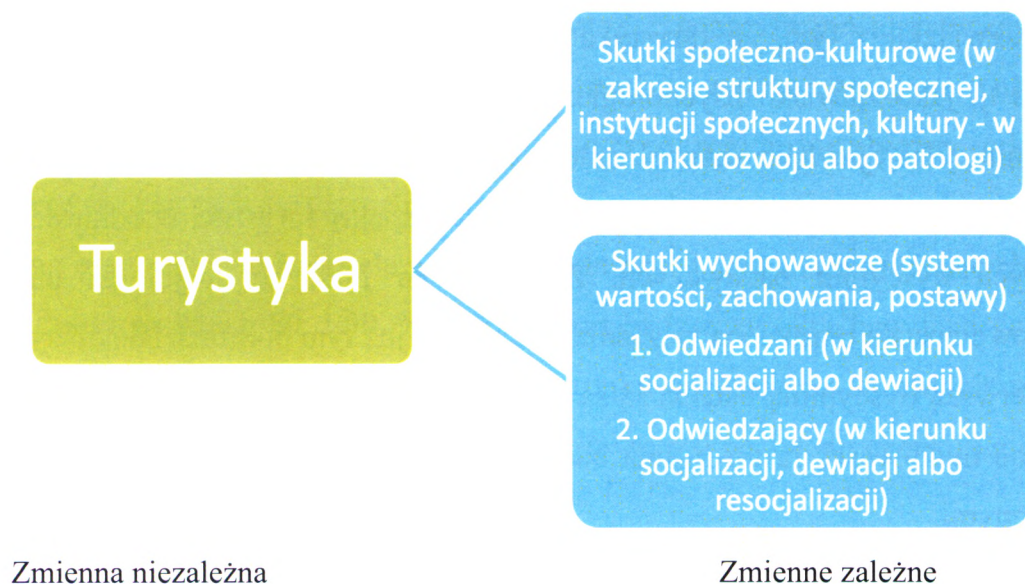 Turystyka
Skutki społeczno-kulturowe (w
zakresie struktury społecznej,
instytucji społecznych, kultury - w
kierunku rozwoju albo patologi)
Skutki wychowawcze (system
wartości, zachowania, postawy)
1. Odwiedzani (w kierunku
socjalizacji albo dewiacji)
2. Odwiedzający (w kierunku
socjalizacji, dewiacji albo
resocjalizacji)
Zmienna niezależna
Zmienne zależne